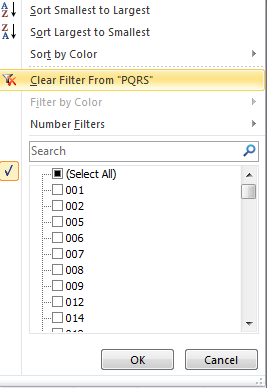 Sort Smallest to Largest
Sort Largest to Smallest
Sort by Color
Clear Filter From "PQRS"
Filter by Color
Number Filters
Search
(Select All)
001
002
005
006
007
008
009
012
014
OK Cancel